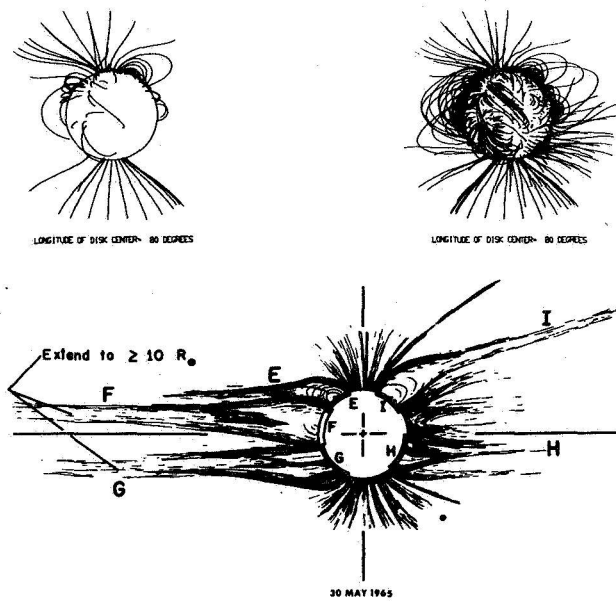 LONGITUDE OF DISK CENTER= 80 DEGREES
LONGITUDE OF DISK CENTER= 80 DEGREES
Extend to ≥ 10 R●
I
E
F
E
I
F
G
H
H
G
30 MAY 1965